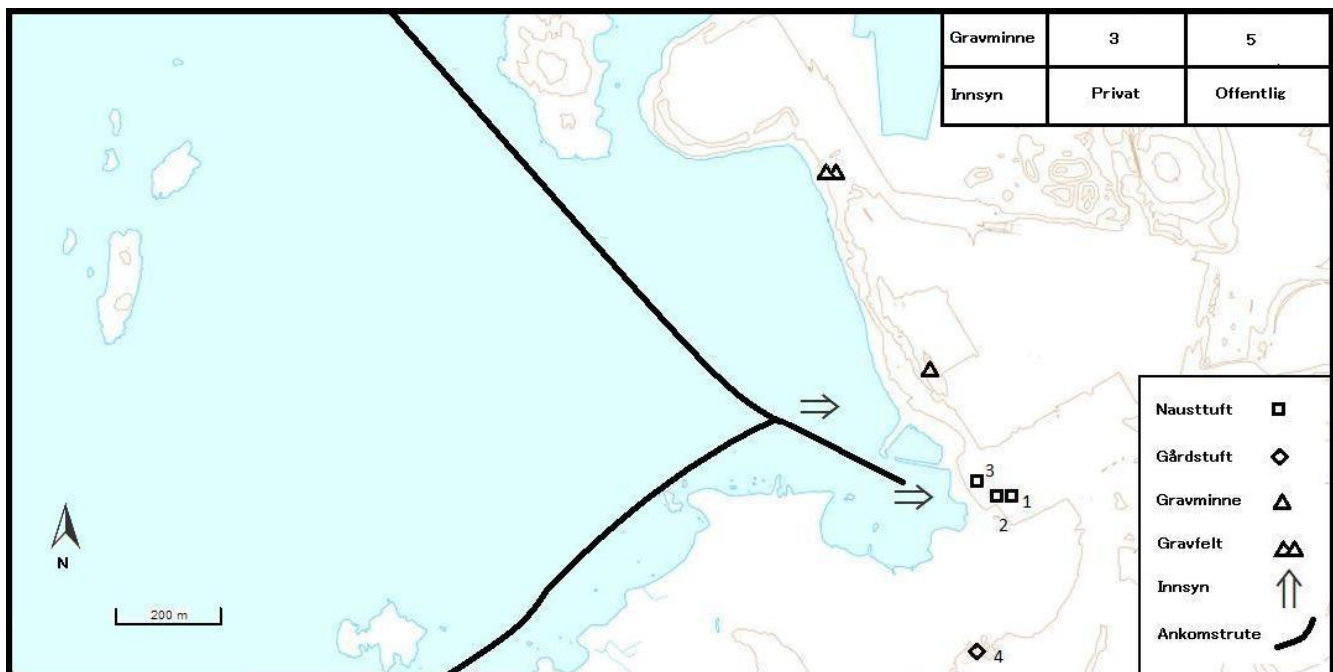 Gravminne 3 5
Innsyn Privat Offentlig
3
1
2
4
N
200 m
Nausttuft
Gårdstuft
Gravminne
Gravfelt
Innsyn
Ankomstrute